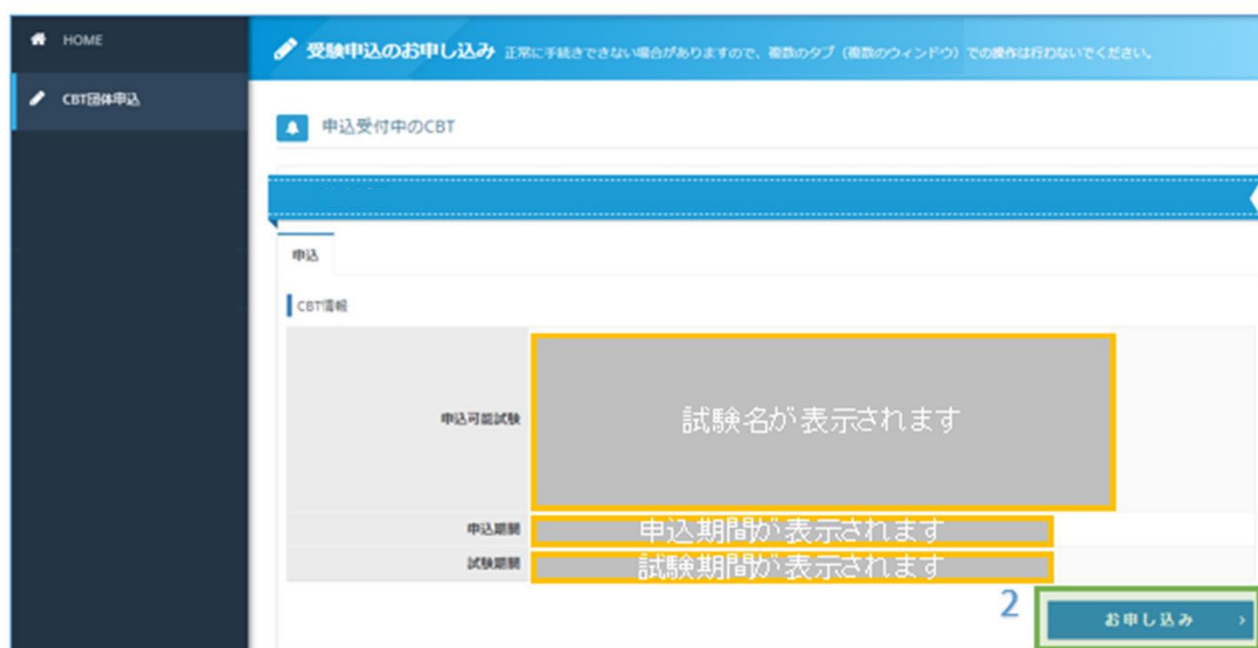 HOME
受験申込のお申し込み 正常に手続きできない場合がありますので、複数のタブ（複数のウィンドウ）での操作は行わないでください。
CBT団体申込
申込受付中のCBT
申込
CBT情報
申込可能試験 試験名が表示されます
申込期間 申込期間が表示されます
試験期間 試験期間が表示されます
2
お申し込み